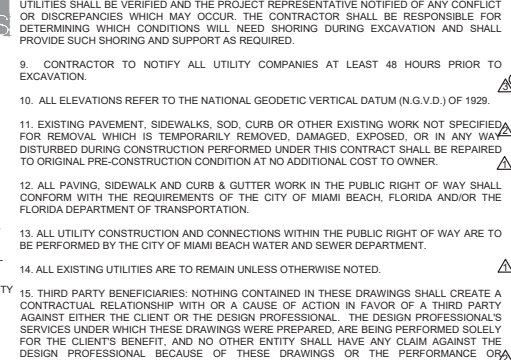 UTILITIES SHALL BE VERIFIED AND THE PROJECT REPRESENTATIVE NOTIFIED OF ANY CONFLICT
OR DISCREPANCIES WHICH MAY OCCUR. THE CONTRACTOR SHALL BE RESPONSIBLE FOR
DETERMINING WHICH CONDITIONS WILL NEED SHORING DURING EXCAVATION AND SHALL
PROVIDE SUCH SHORING AND SUPPORT AS REQUIRED.
9. CONTRACTOR TO NOTIFY ALL UTILITY COMPANIES AT LEAST 48 HOURS PRIOR TO
EXCAVATION.
3
10. ALL ELEVATIONS REFER TO THE NATIONAL GEODETIC VERTICAL DATUM (N.G.V.D.) OF 1929.
11. EXISTING PAVEMENT, SIDEWALKS, SOD, CURB OR OTHER EXISTING WORK NOT SPECIFIED
FOR REMOVAL WHICH IS TEMPORARILY REMOVED, DAMAGED, EXPOSED, OR IN ANY WAY 2
DISTURBED DURING CONSTRUCTION PERFORMED UNDER THIS CONTRACT SHALL BE REPAIRED
TO ORIGINAL PRE-CONSTRUCTION CONDITION AT NO ADDITIONAL COST TO OWNER. 1
12. ALL PAVING, SIDEWALK AND CURB & GUTTER WORK IN THE PUBLIC RIGHT OF WAY SHALL
CONFORM WITH THE REQUIREMENTS OF THE CITY OF MIAMI BEACH, FLORIDA AND/OR THE
FLORIDA DEPARTMENT OF TRANSPORTATION.
13. ALL UTILITY CONSTRUCTION AND CONNECTIONS WITHIN THE PUBLIC RIGHT OF WAY ARE TO
BE PERFORMED BY THE CITY OF MIAMI BEACH WATER AND SEWER DEPARTMENT.
14. ALL EXISTING UTILITIES ARE TO REMAIN UNLESS OTHERWISE NOTED. 1
TY 15. THIRD PARTY BENEFICIARIES: NOTHING CONTAINED IN THESE DRAWINGS SHALL CREATE A
CONTRACTUAL RELATIONSHIP WITH OR A CAUSE OF ACTION IN FAVOR OF A THIRD PARTY
AGAINST EITHER THE CLIENT OR THE DESIGN PROFESSIONAL. THE DESIGN PROFESSIONAL'S
SERVICES UNDER WHICH THESE DRAWINGS WERE PREPARED, ARE BEING PERFORMED SOLELY
FOR THE CLIENT'S BENEFIT, AND NO OTHER ENTITY SHALL HAVE ANY CLAIM AGAINST THE
DESIGN PROFESSIONAL BECAUSE OF THESE DRAWINGS OR THE PERFORMANCE OR